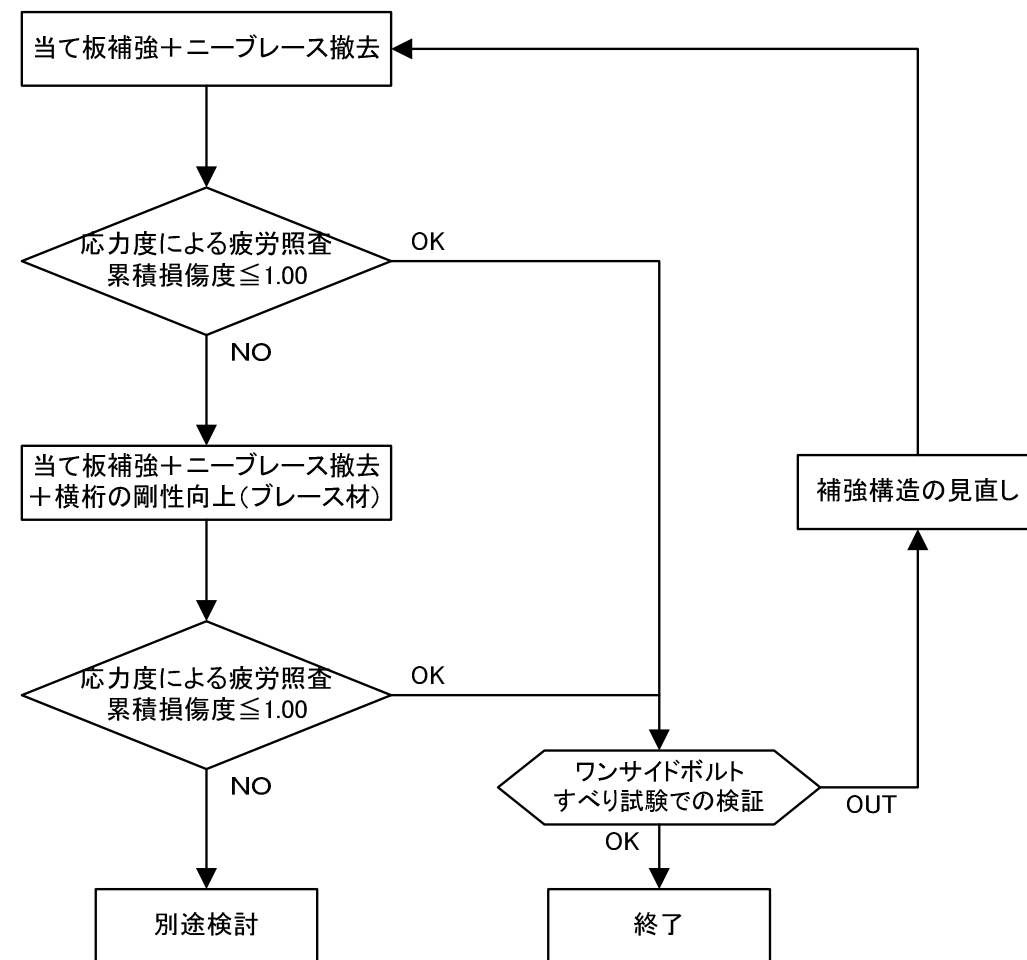 当て板補強＋ニーブレース撤去
応力度による疲労照査
累積損傷度≦1.00
OK
NO
当て板補強＋ニーブレース撤去
＋横桁の剛性向上(ブレース材)
補強構造の見直し
応力度による疲労照査
累積損傷度≦1.00
OK
NO
ワンサイドボルト
すべり試験での検証
OUT
OK
別途検討
終了